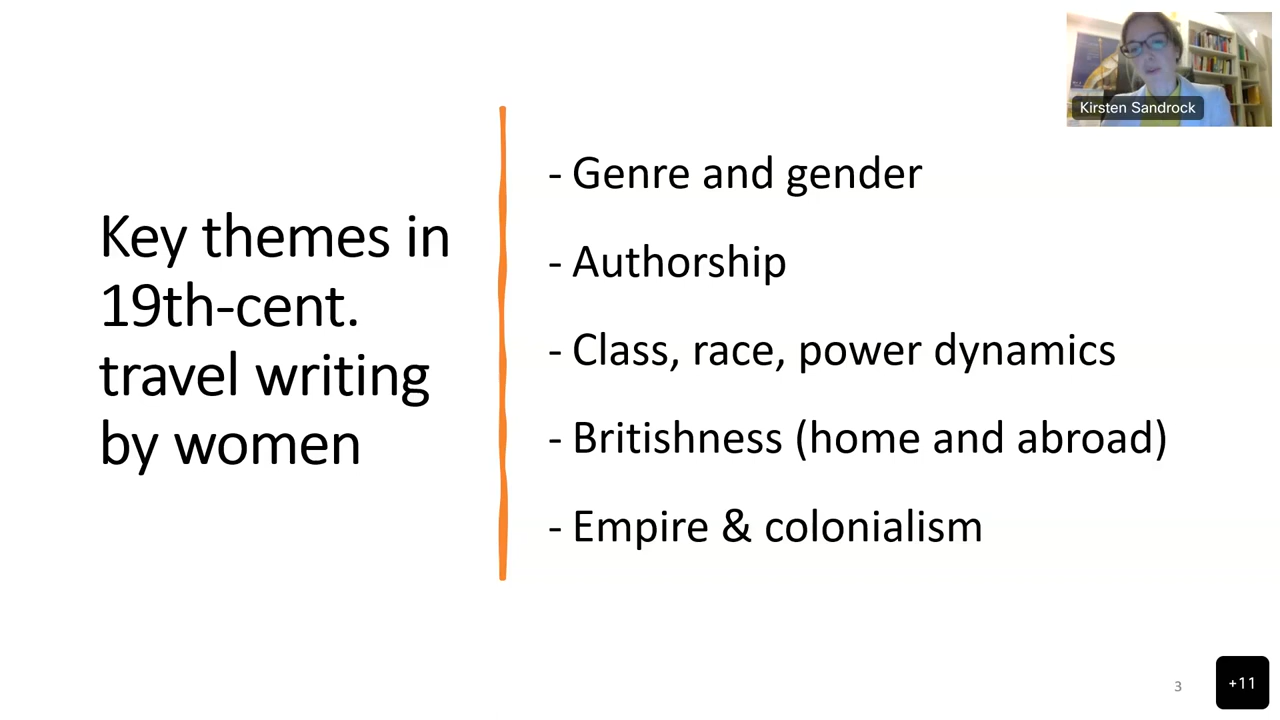 Kirsten Sandrock
Key themes in
19th-cent.
travel writing
by women
- Genre and gender
- Authorship
- Class, race, power dynamics
- Britishness (home and abroad)
- Empire & colonialism
3
+11